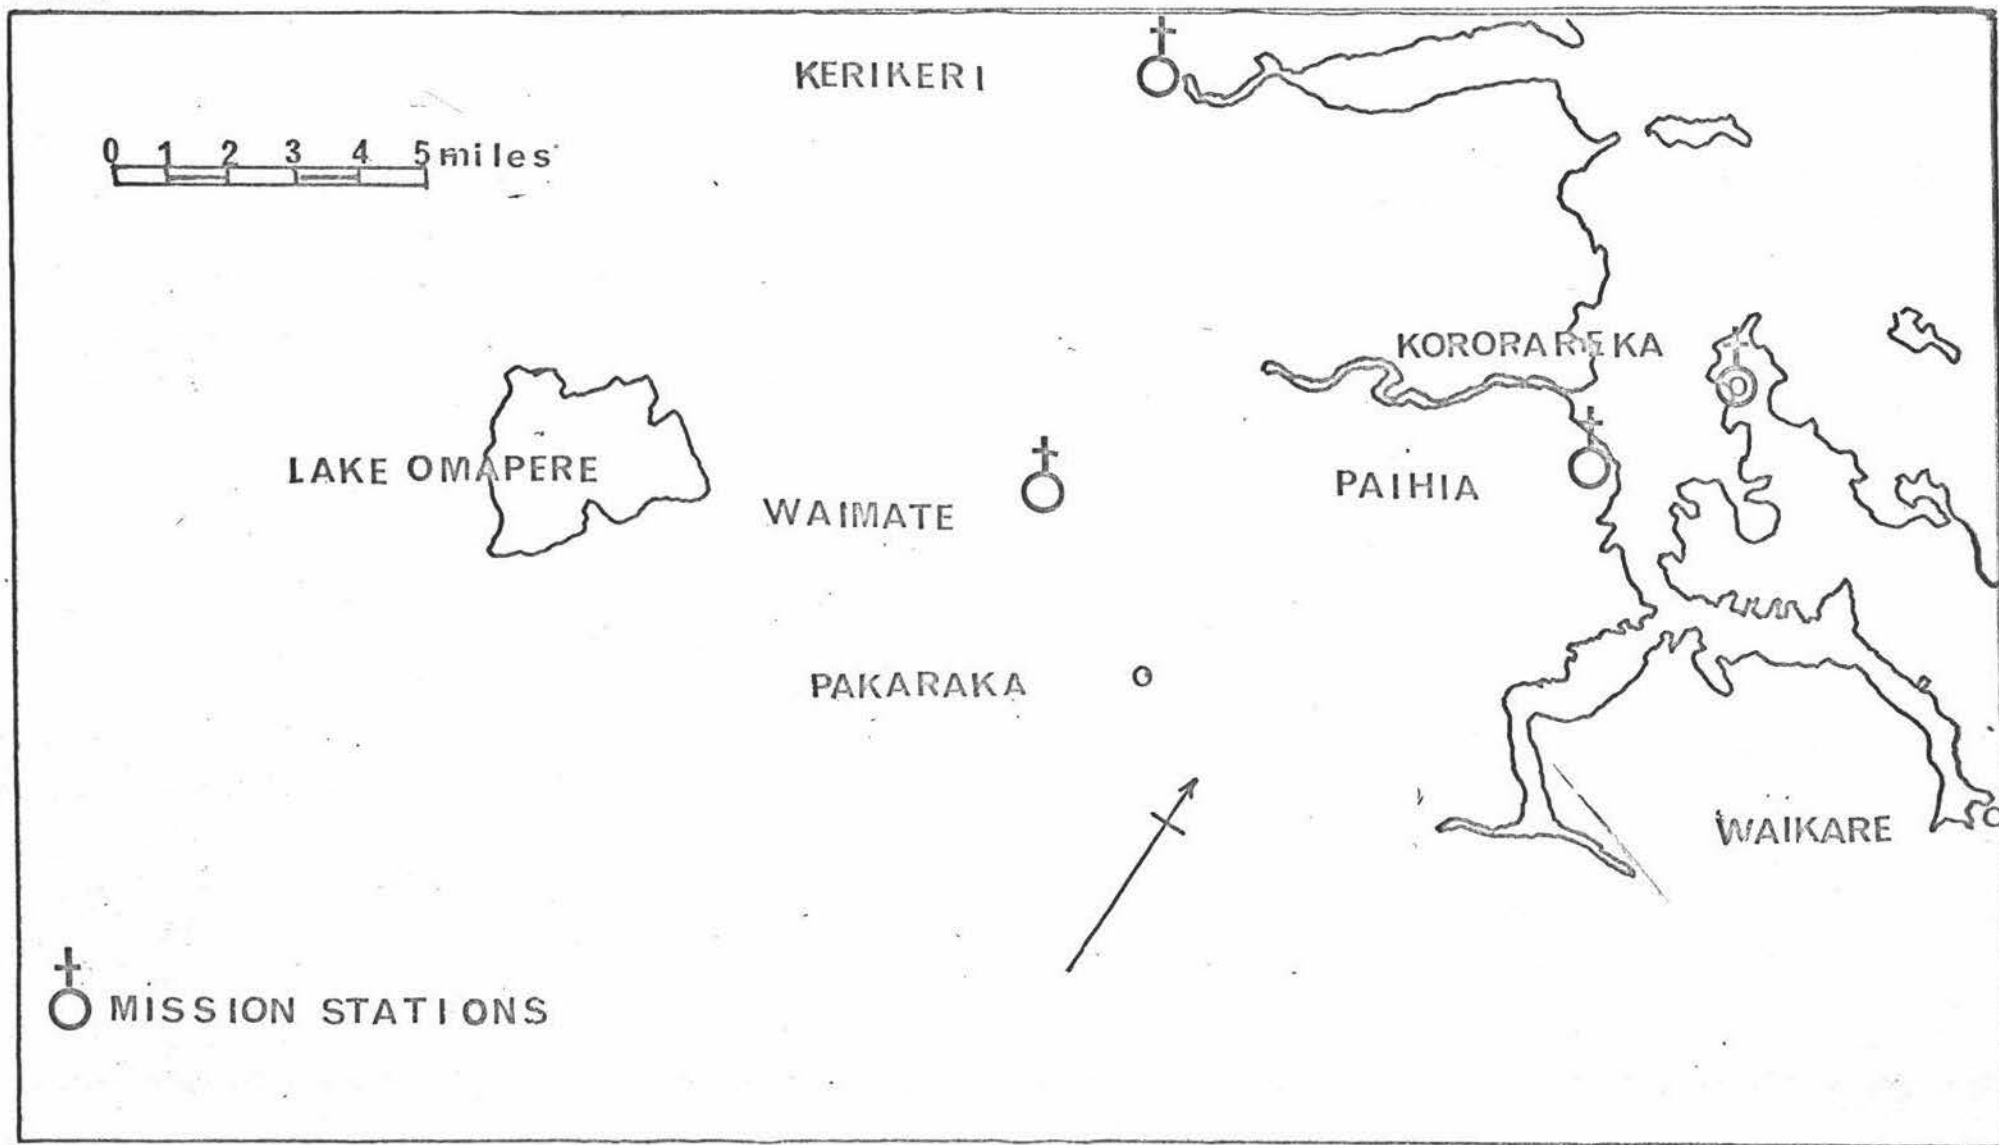 KERIKERI
0 1 2 3 4 5 miles
KORORAREKA
LAKE OMAPERE
PAIHIA
WAIMATE
PAKARAKA
WAIKARE
MISSION STATIONS